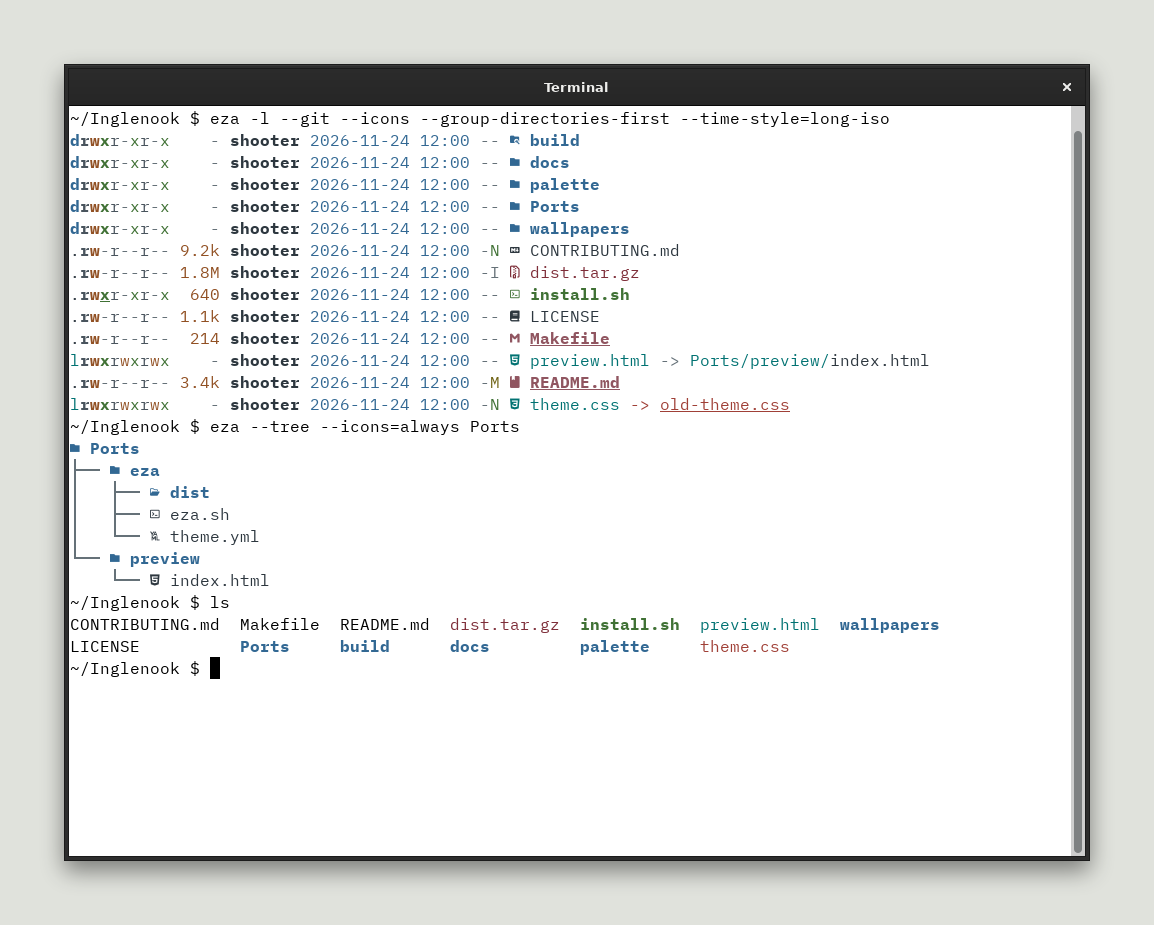 Terminal
~/Inglenook $ eza -l --git --icons --group-directories-first --time-style=long-iso
drwxr-xr-x    - shooter 2026-11-24 12:00 -- build
drwxr-xr-x    - shooter 2026-11-24 12:00 -- docs
drwxr-xr-x    - shooter 2026-11-24 12:00 -- palette
drwxr-xr-x    - shooter 2026-11-24 12:00 -- Ports
drwxr-xr-x    - shooter 2026-11-24 12:00 -- wallpapers
.rw-r--r-- 9.2k shooter 2026-11-24 12:00 -N CONTRIBUTING.md
.rw-r--r-- 1.8M shooter 2026-11-24 12:00 -I dist.tar.gz
.rwxr-xr-x  640 shooter 2026-11-24 12:00 -- install.sh
.rw-r--r-- 1.1k shooter 2026-11-24 12:00 -- LICENSE
.rw-r--r--  214 shooter 2026-11-24 12:00 -- Makefile
lrwxrwxrwx    - shooter 2026-11-24 12:00 -- preview.html -> Ports/preview/index.html
.rw-r--r-- 3.4k shooter 2026-11-24 12:00 -M README.md
lrwxrwxrwx    - shooter 2026-11-24 12:00 -N theme.css -> old-theme.css
~/Inglenook $ eza --tree --icons=always Ports
Ports
├── eza
│   ├── dist
│   ├── eza.sh
│   └── theme.yml
└── preview
    └── index.html
~/Inglenook $ ls
CONTRIBUTING.md  Makefile  README.md  dist.tar.gz  install.sh  preview.html  wallpapers
LICENSE          Ports     build      docs         palette     theme.css
~/Inglenook $